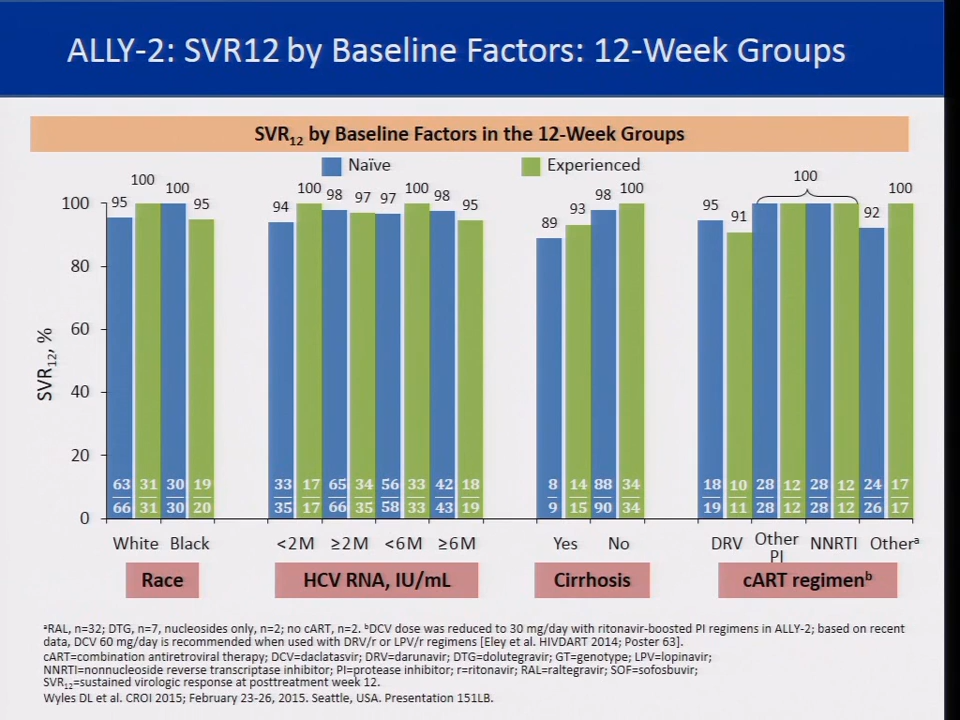 ALLY-2: SVR12 by Baseline Factors: 12-Week Groups
SVR12 by Baseline Factors in the 12-Week Groups
Naïve Experienced
95 100 100 95 94 100 98 97 97 100 98 95 89 93 98 100 95 91 100 92 100
SVR12, %
100
80
60
40
20
0
63 31 30 19 33 17 65 34 56 33 42 18 8 14 88 34 18 10 28 12 28 12 24 17
66 31 30 20 35 17 66 35 58 33 43 19 9 15 90 34 19 11 28 12 28 12 26 17
White Black <2M ≥2M <6M ≥6M Yes No DRV Other PI NNRTI Otherᵃ
Race HCV RNA, IU/mL Cirrhosis cART regimenᵇ
ᵃRAL, n=32; DTG, n=7, nucleosides only, n=2; no cART, n=2. ᵇDCV dose was reduced to 30 mg/day with ritonavir-boosted PI regimens in ALLY-2; based on recent
data, DCV 60 mg/day is recommended when used with DRV/r or LPV/r regimens [Eley et al. HIVDART 2014; Poster 63].
cART=combination antiretroviral therapy; DCV=daclatasvir; DRV=darunavir; DTG=dolutegravir; GT=genotype; LPV=lopinavir;
NNRTI=nonnucleoside reverse transcriptase inhibitor; PI=protease inhibitor; r=ritonavir; RAL=raltegravir; SOF=sofosbuvir;
SVR12=sustained virologic response at posttreatment week 12.
Wyles DL et al. CROI 2015; February 23-26, 2015. Seattle, USA. Presentation 151LB.